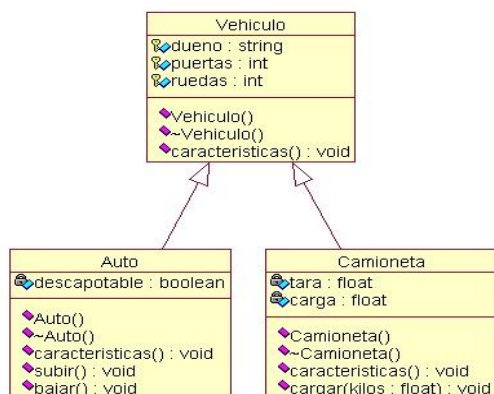 Vehiculo
dueno : string
puertas : int
ruedas : int
Vehiculo()
~Vehiculo()
caracteristicas() : void
Auto
descapotable : boolean
Auto()
~Auto()
caracteristicas() : void
subir() : void
bajar() : void
Camioneta
tara : float
carga : float
Camioneta()
~Camioneta()
caracteristicas() : void
cargar(kilos : float) : void